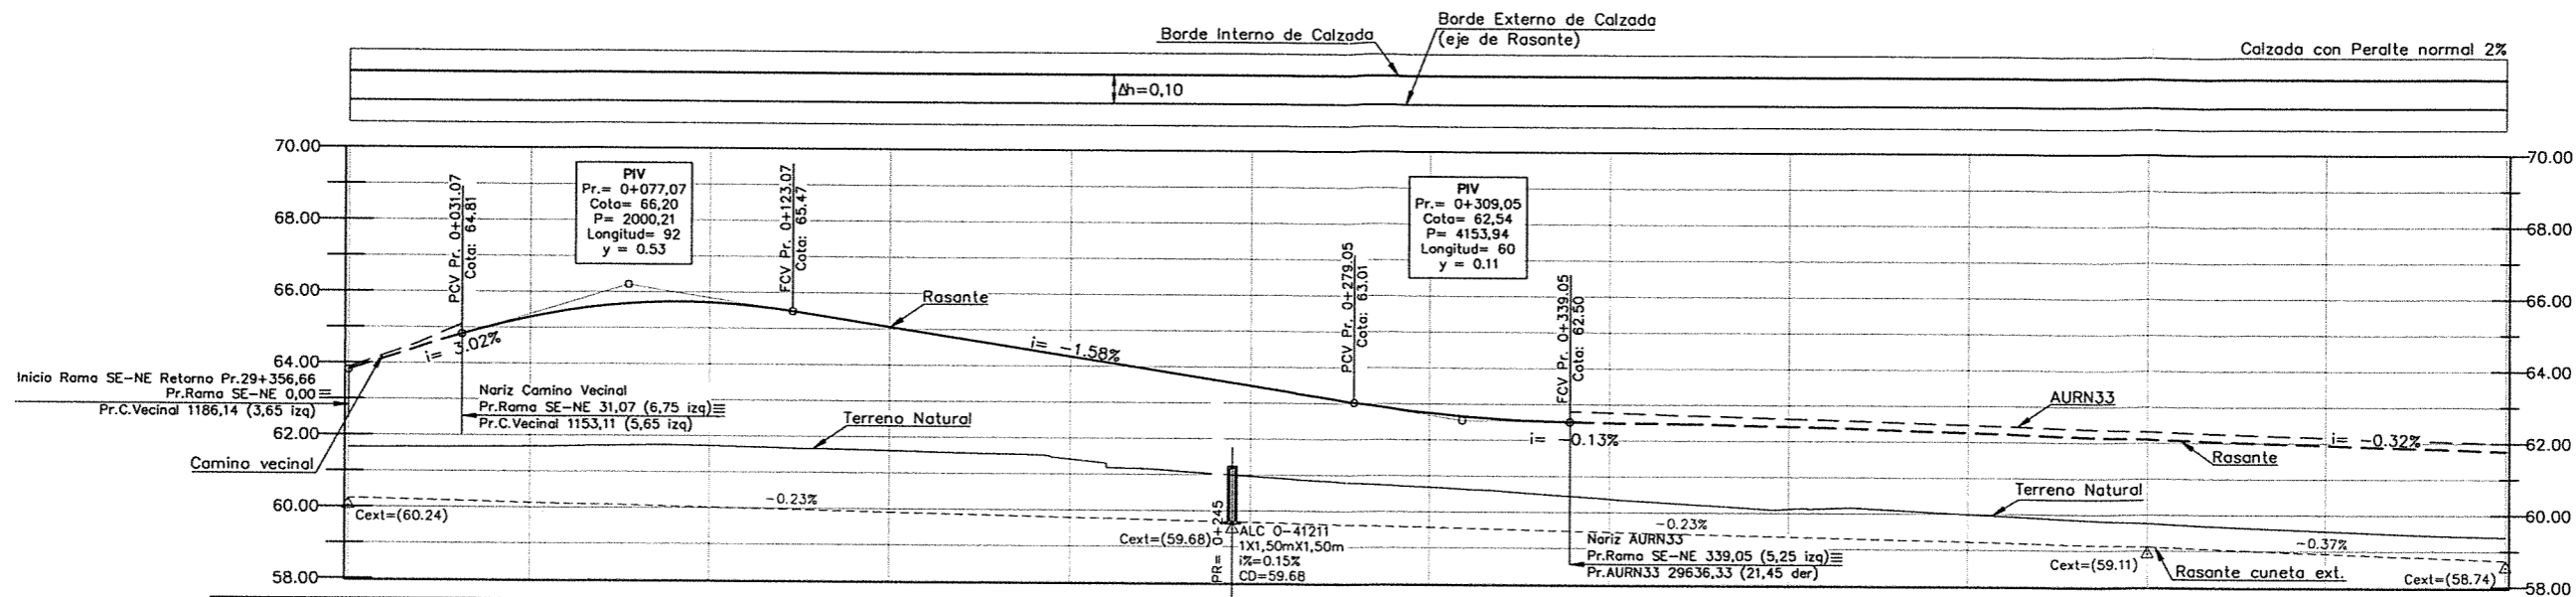 Borde Externo de Calzada
(eje de Rasante)
Borde Interno de Calzada
Calzada con Peralte normal 2%
Δh=0,10
70.00
68.00
66.00
64.00
62.00
60.00
58.00
70.00
68.00
66.00
64.00
62.00
60.00
58.00
PCV Pr. 0+031.07
Cota: 64.81
PIV
Pr.= 0+077,07
Cota= 66,20
P= 2000,21
Longitud= 92
y = 0.53
FCV Pr. 0+123.07
Cota: 65.47
Rasante
i= 3.02%
i= -1.58%
PCV Pr. 0+279.05
Cota: 63.01
PIV
Pr.= 0+309,05
Cota= 62,54
P= 4153,94
Longitud= 60
y = 0.11
FCV Pr. 0+339.05
Cota: 62.50
i= -0.13%
AURN33
i= -0.32%
Rasante
Inicio Rama SE-NE Retorno Pr.29+356,66
Pr.Rama SE-NE 0,00≡
Pr.C.Vecinal 1186,14 (3,65 izq)
Nariz Camino Vecinal
Pr.Rama SE-NE 31,07 (6,75 izq)≡
Pr.C.Vecinal 1153,11 (5,65 izq)
Camino vecinal
Terreno Natural
Terreno Natural
-0.23%
Cext=(60.24)
PR= 0+245
Cext=(59.68)
ALC 0-41211
1X1,50mX1,50m
i%=0.15%
CD=59.68
-0.23%
Nariz AURN33
Pr.Rama SE-NE 339,05 (5,25 izq)≡
Pr.AURN33 29636,33 (21,45 der)
-0.37%
Cext=(59.11)
Rasante cuneta ext.
Cext=(58.74)